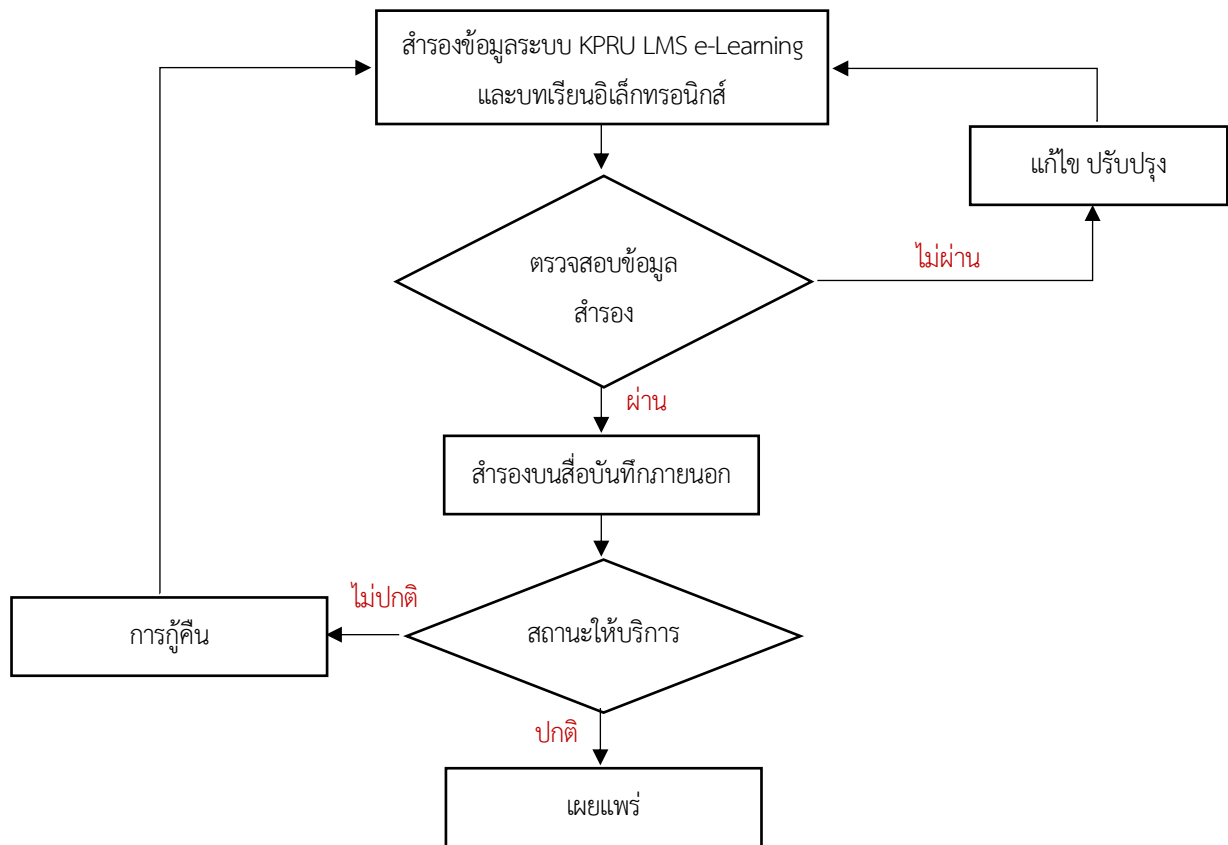 สำรองข้อมูลระบบ KPRU LMS e-Learning
และบทเรียนอิเล็กทรอนิกส์
แก้ไข ปรับปรุง
ตรวจสอบข้อมูล
สำรอง
ไม่ผ่าน
ผ่าน
สำรองบนสื่อบันทึกภายนอก
ไม่ปกติ
การกู้คืน
สถานะให้บริการ
ปกติ
เผยแพร่